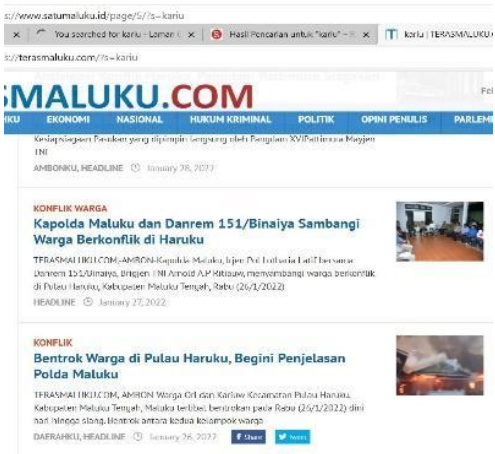 s://www.satumaluku.id/page/5/?s=kariu
You searched for kariu - Laman
Hasil Pencarian untuk "kariu" -
kariu | TERASMALUKU.C
s://terasmaluku.com/?s=kariu
SMALUKU.COM
Fe
KU EKONOMI NASIONAL HUKUM KRIMINAL POLITIK OPINI PENULIS PARLEME
Kesiapsiagaan Pasukan yang dipimpin langsung oleh Pangdam XVI/Pattimura Mayjen
TNI
AMBONKU, HEADLINE January 28, 2022
KONFLIK WARGA
Kapolda Maluku dan Danrem 151/Binaiya Sambangi
Warga Berkonflik di Haruku
TERASMALUKU.COM,-AMBON-Kapolda Maluku, Irjen Pol Lotharia Latif bersama
Danrem 151/Binaiya, Brigjen TNI Arnold A.P Ritiauw, menyambangi warga berkonflik
di Pulau Haruku, Kabupaten Maluku Tengah, Rabu (26/1/2022)
HEADLINE January 27, 2022
KONFLIK
Bentrok Warga di Pulau Haruku, Begini Penjelasan
Polda Maluku
TERASMALUKU.COM, AMBON-Warga Ori dan Kariuw Kecamatan Pulau Haruku,
Kabupaten Maluku Tengah, Maluku terlibat bentrokan pada Rabu (26/1/2022) dini
hari hingga siang. Bentrok antara kedua kelompok warga
DAERAHKU, HEADLINE January 26, 2022 Share Tweet